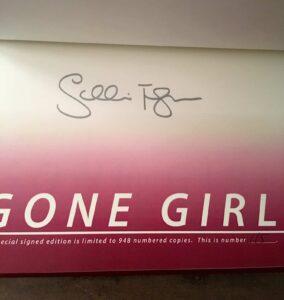 GONE GIRL
pecial signed edition is limited to 948 numbered copies. This is number